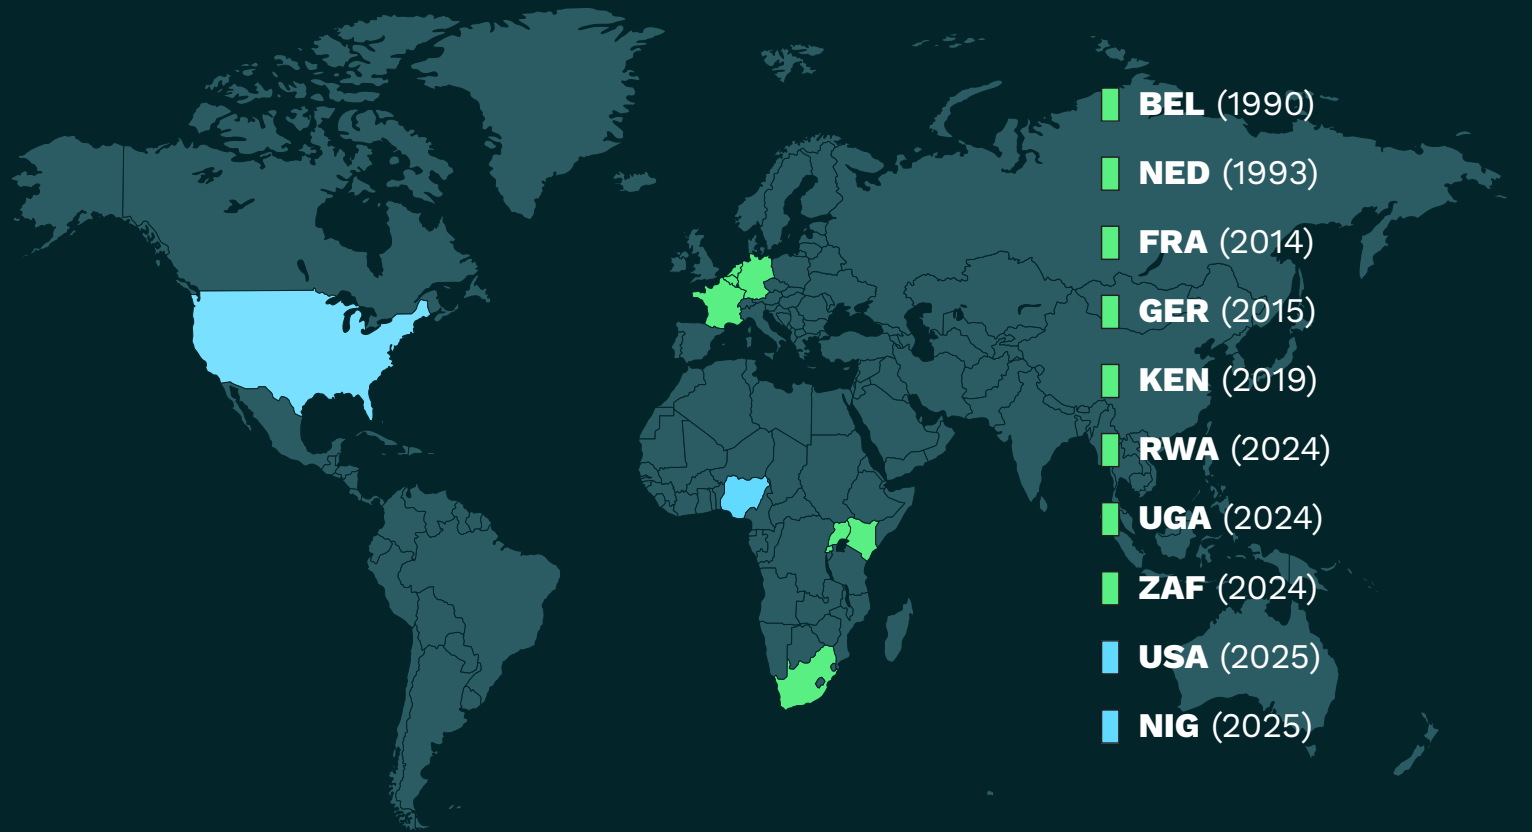 BEL (1990)
NED (1993)
FRA (2014)
GER (2015)
KEN (2019)
RWA (2024)
UGA (2024)
ZAF (2024)
USA (2025)
NIG (2025)